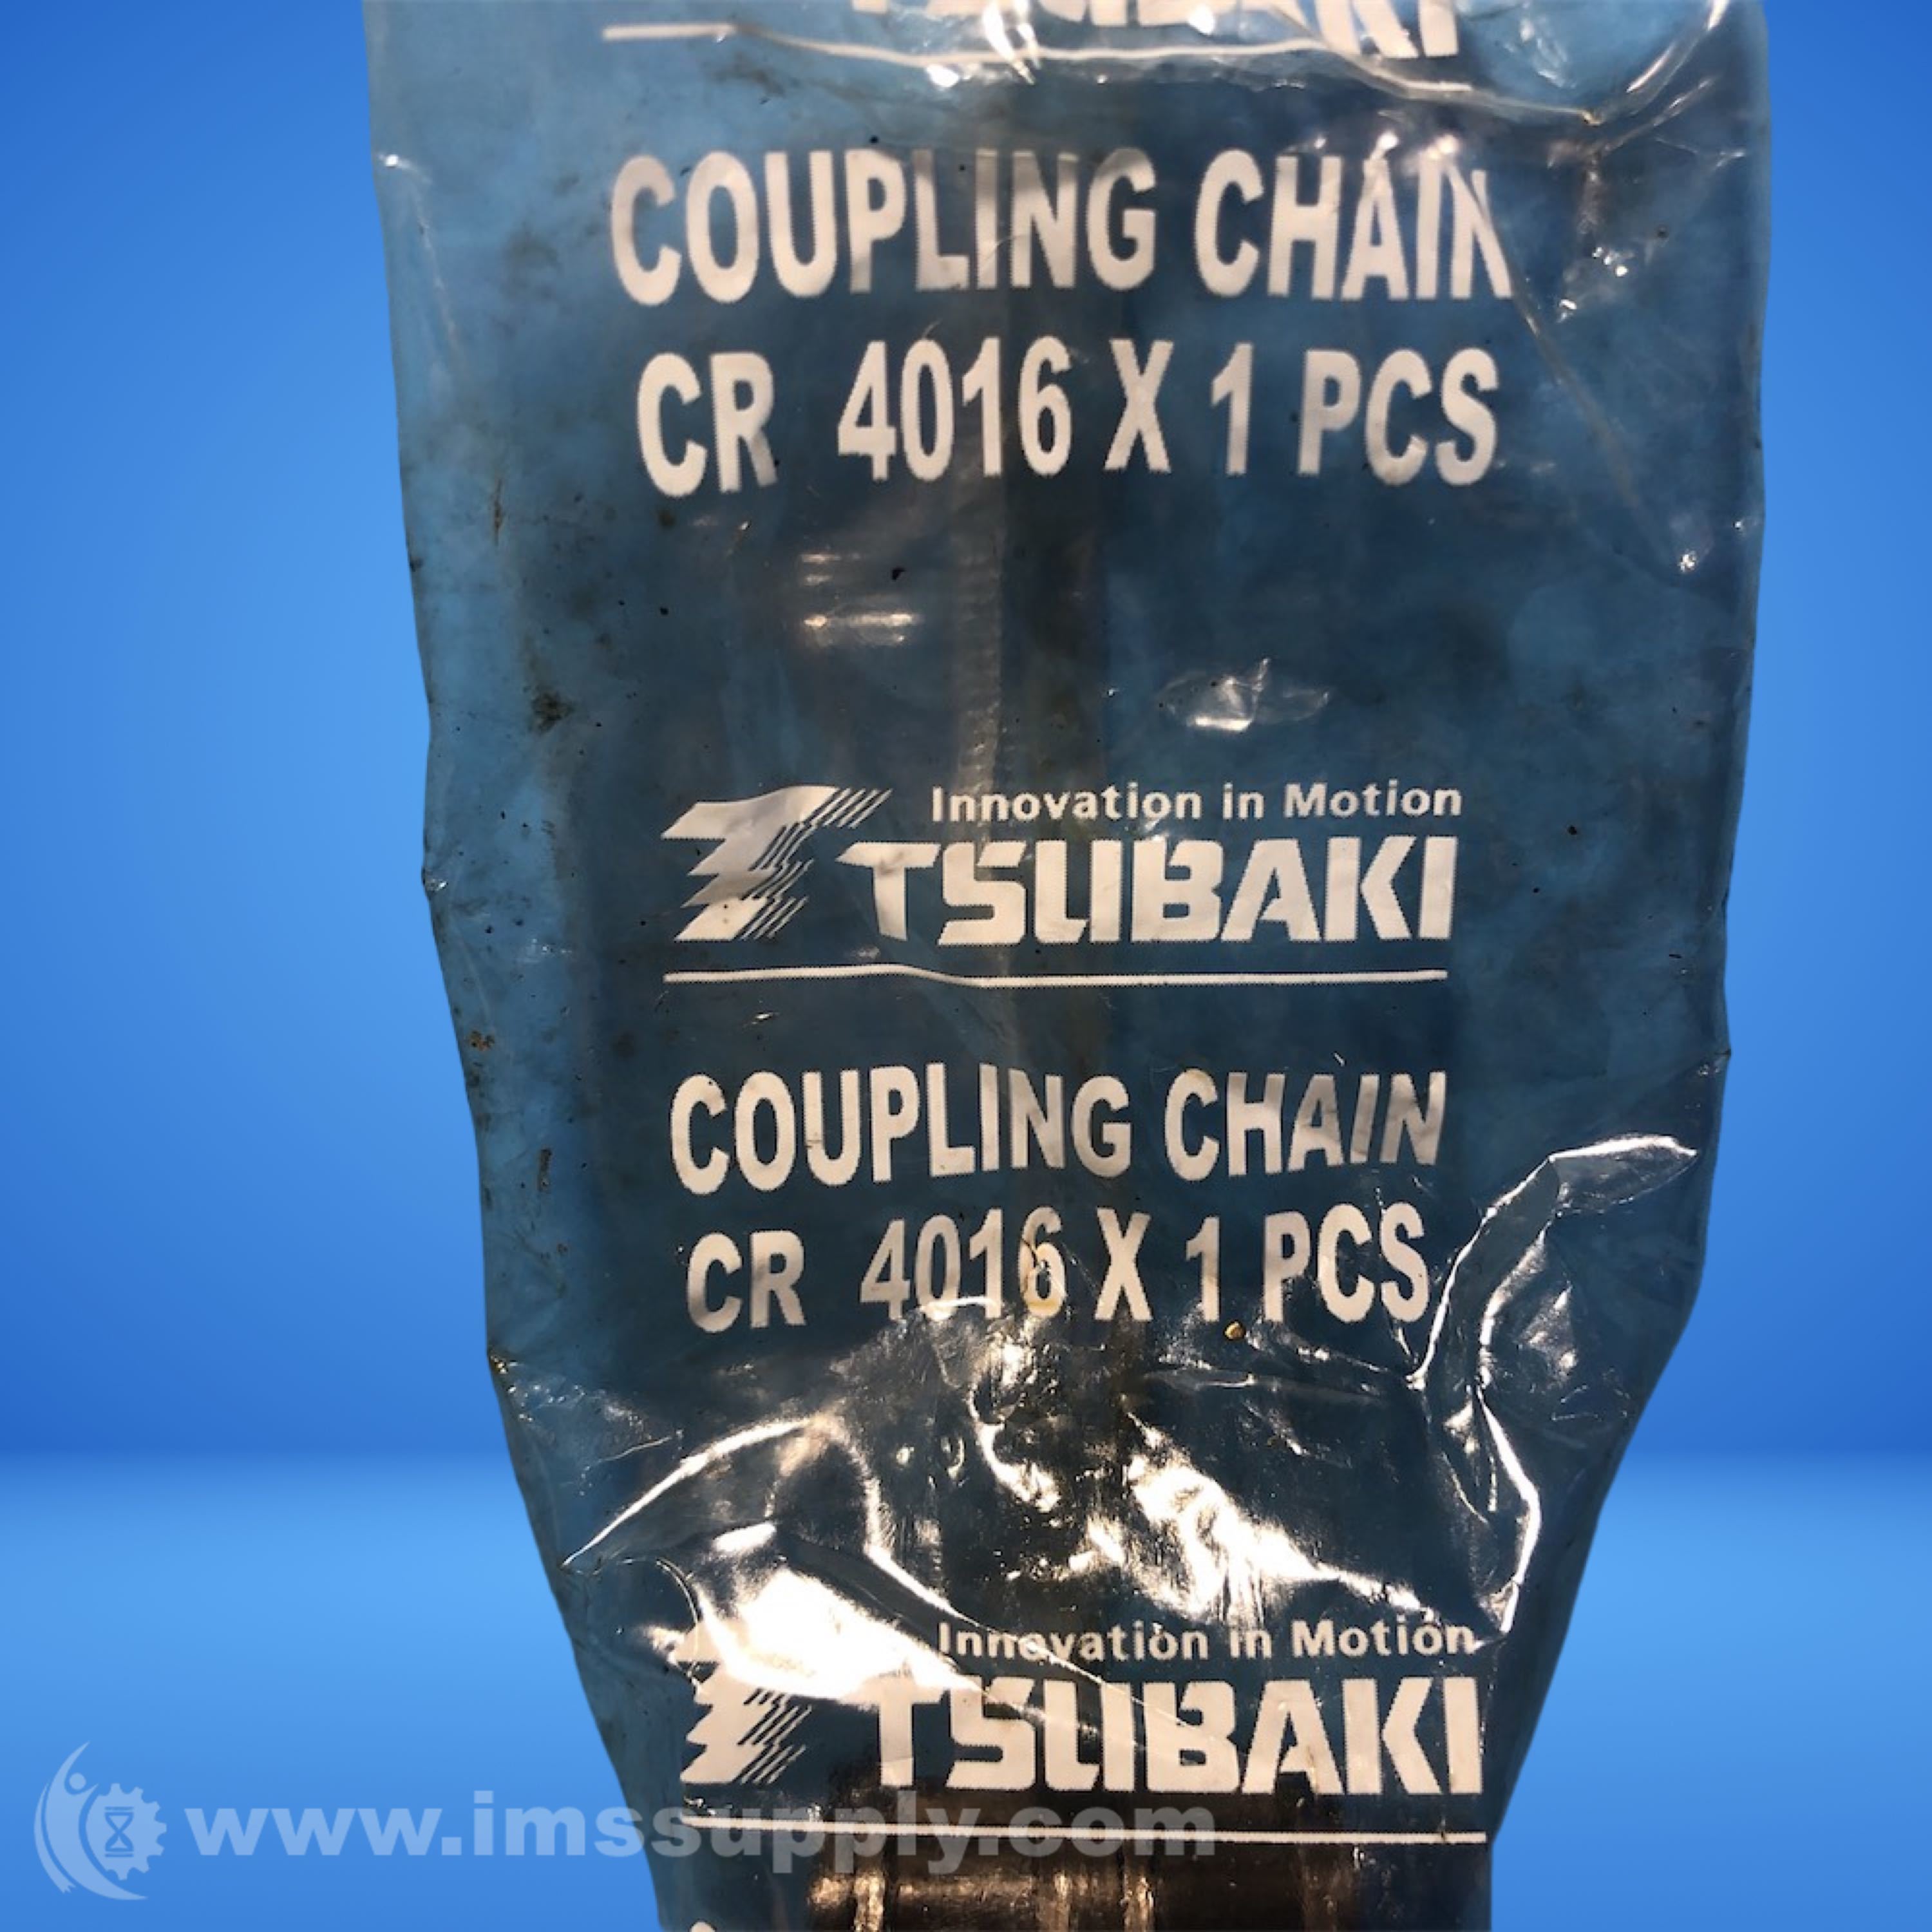 TSUBAKI
COUPLING CHAIN
CR 4016 X 1 PCS
Innovation in Motion
TSUBAKI
COUPLING CHAIN
CR 4016 X 1 PCS
Innovation in Motion
TSUBAKI
www.imssupply.com